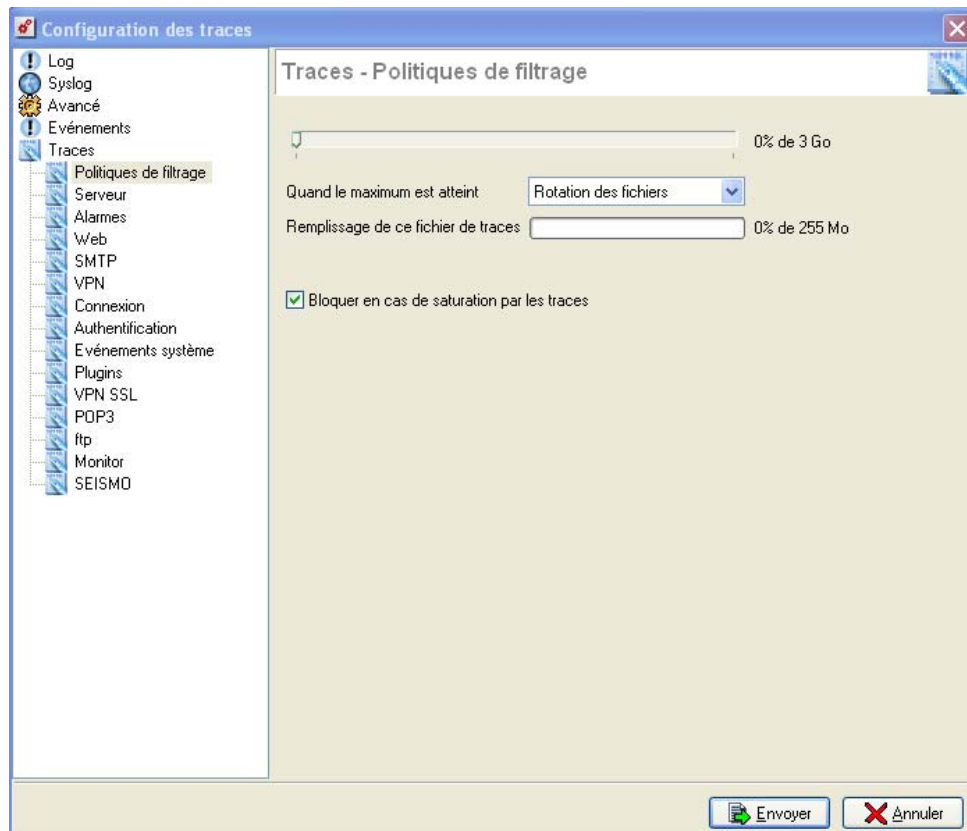 Configuration des traces
Log
Syslog
Avancé
Evénements
Traces
Politiques de filtrage
Serveur
Alarmes
Web
SMTP
VPN
Connexion
Authentification
Evénements système
Plugins
VPN SSL
POP3
ftp
Monitor
SEISMO
Traces - Politiques de filtrage
0% de 3 Go
Quand le maximum est atteint Rotation des fichiers
Remplissage de ce fichier de traces 0% de 255 Mo
Bloquer en cas de saturation par les traces
Envoyer Annuler